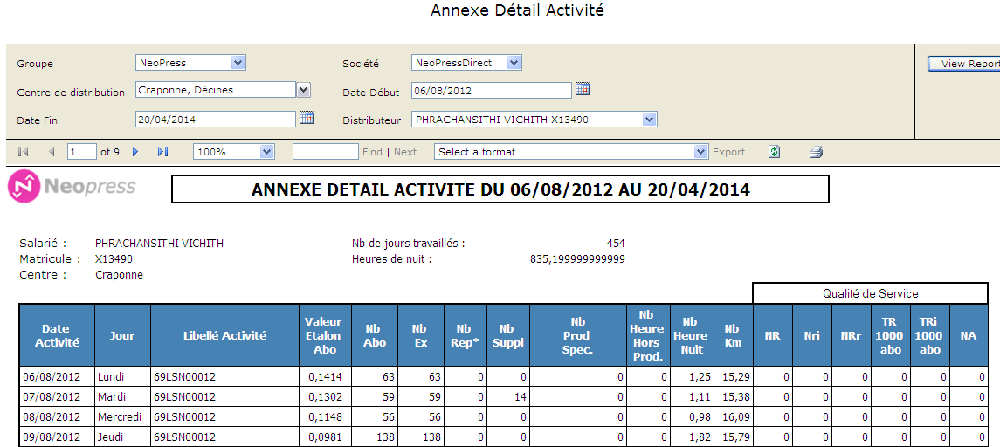 Annexe Détail Activité
Groupe NeoPress Société NeoPressDirect View Report
Centre de distribution Craponne, Décines Date Début 06/08/2012
Date Fin 20/04/2014 Distributeur PHRACHANSITHI VICHITH X13490
1 of 9 100% Find | Next Select a format Export
Neopress ANNEXE DETAIL ACTIVITE DU 06/08/2012 AU 20/04/2014
Salarié : PHRACHANSITHI VICHITH Nb de jours travaillés : 454
Matricule : X13490 Heures de nuit : 835,199999999999
Centre : Craponne
Qualité de Service
Date Activité Jour Libellé Activité Valeur Etalon Abo Nb Abo Nb Ex Nb Rep* Nb Suppl Nb Prod Spec. Nb Heure Hors Prod. Nb Heure Nuit Nb Km NR Nri NRr TR 1000 abo TRi 1000 abo NA
06/08/2012 Lundi 69LSN00012 0,1414 63 63 0 0 0 0 1,25 15,29 0 0 0 0 0 0
07/08/2012 Mardi 69LSN00012 0,1302 59 59 0 14 0 0 1,11 15,38 0 0 0 0 0 0
08/08/2012 Mercredi 69LSN00012 0,1148 56 56 0 0 0 0 0,98 16,09 0 0 0 0 0 0
09/08/2012 Jeudi 69LSN00012 0,0981 138 138 0 0 0 0 1,82 15,79 0 0 0 0 0 0